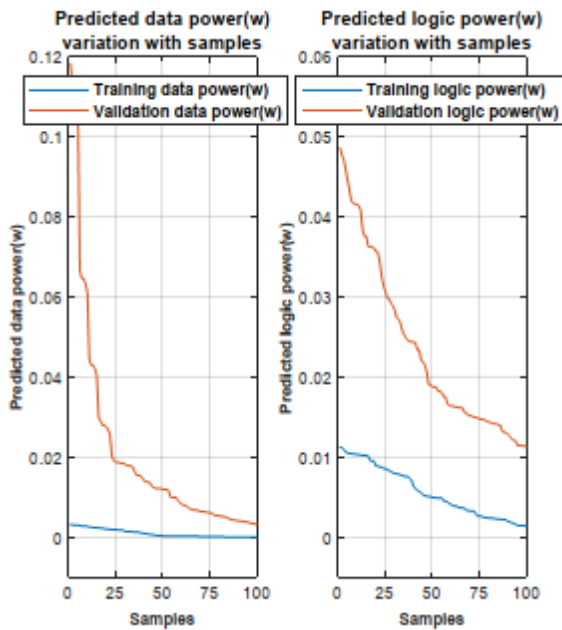 Predicted data power(w)
variation with samples
0.12
Training data power(w)
Validation data power(w)
0.1
0.08
0.06
0.04
0.02
0
Predicted data power(w)
0
25
50
75
100
Samples
Predicted logic power(w)
variation with samples
0.06
Training logic power(w)
Validation logic power(w)
0.05
0.04
0.03
0.02
0.01
0
Predicted logic power(w)
0
25
50
75
100
Samples